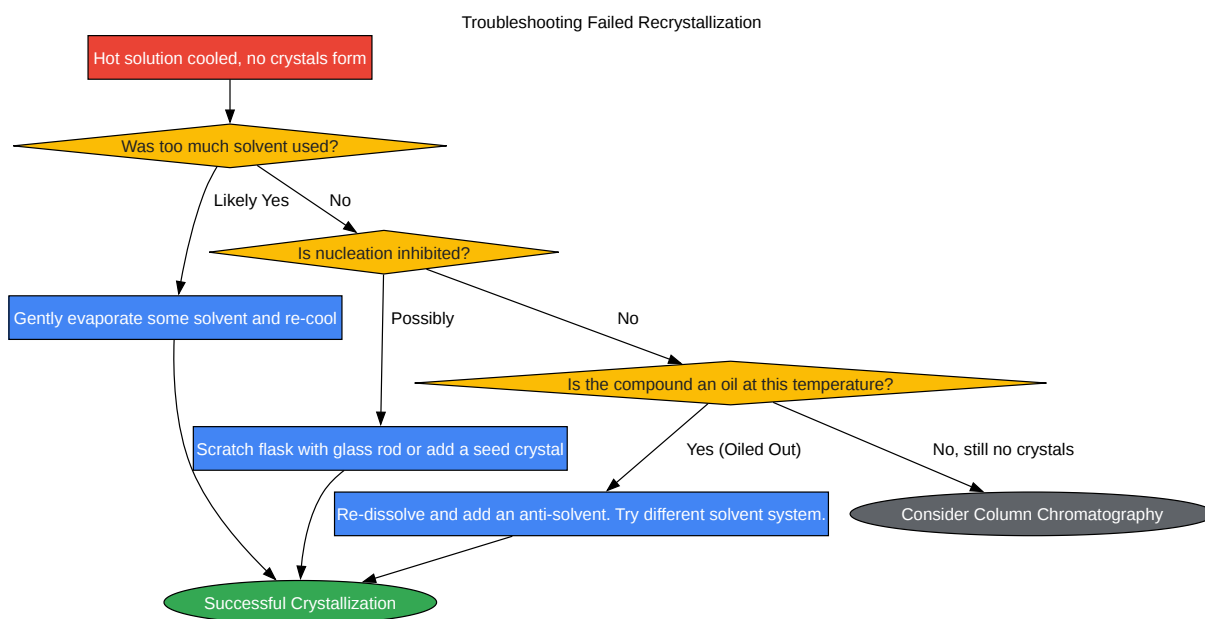 Troubleshooting Failed Recrystallization
Hot solution cooled, no crystals form
Was too much solvent used?
Likely Yes
No
Is nucleation inhibited?
Gently evaporate some solvent and re-cool
Possibly
No
Is the compound an oil at this temperature?
Scratch flask with glass rod or add a seed crystal
Yes (Oiled Out)
No, still no crystals
Re-dissolve and add an anti-solvent. Try different solvent system.
Consider Column Chromatography
Successful Crystallization